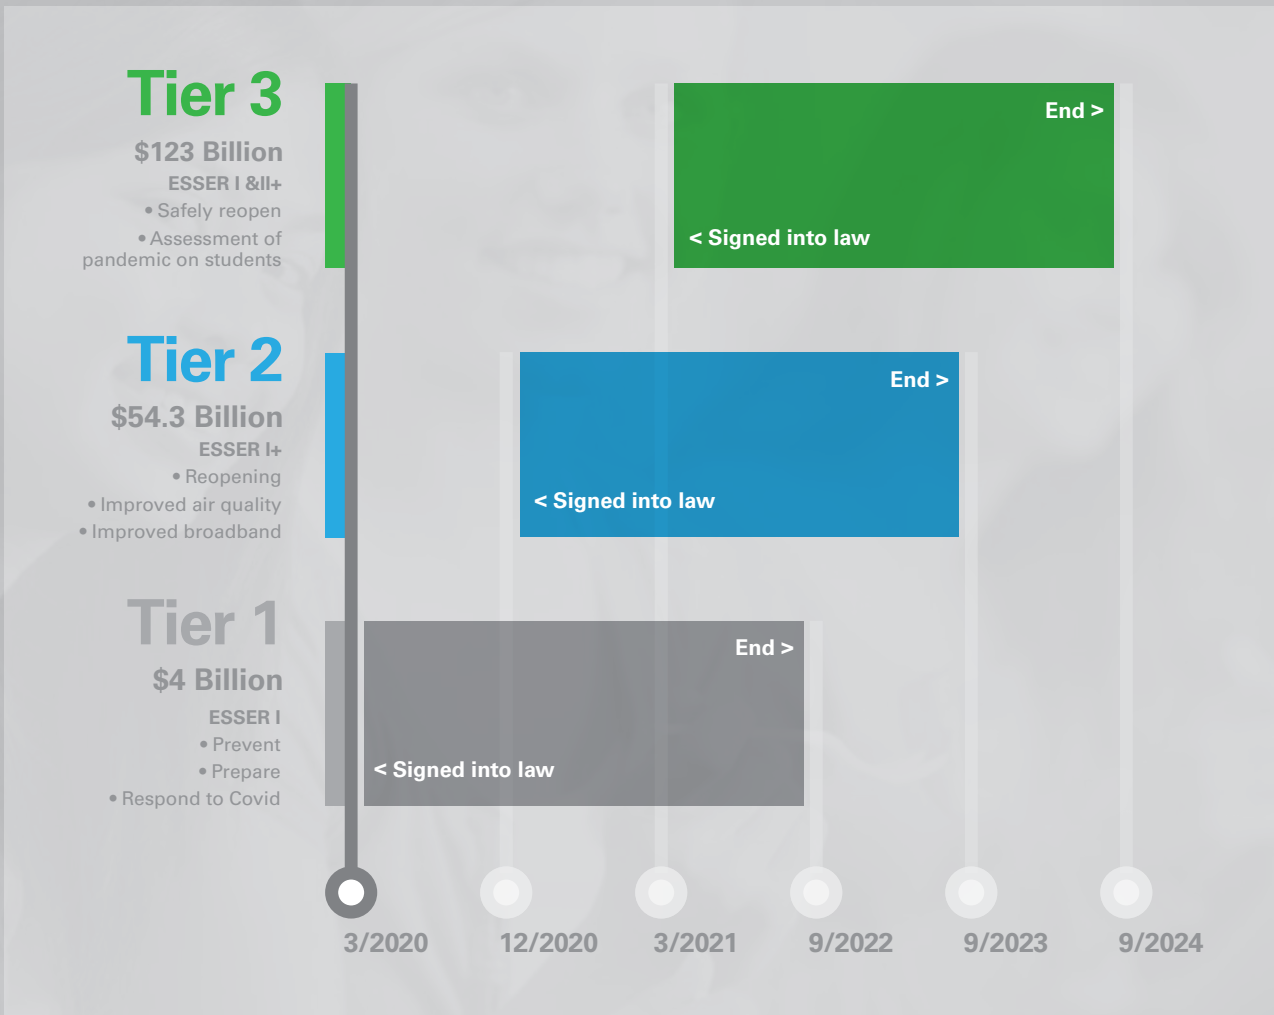 Tier 3
$123 Billion
ESSER I &II+
• Safely reopen
• Assessment of
pandemic on students
End >
< Signed into law
Tier 2
$54.3 Billion
ESSER I+
• Reopening
• Improved air quality
• Improved broadband
End >
< Signed into law
Tier 1
$4 Billion
ESSER I
• Prevent
• Prepare
• Respond to Covid
End >
< Signed into law
3/2020 12/2020 3/2021 9/2022 9/2023 9/2024